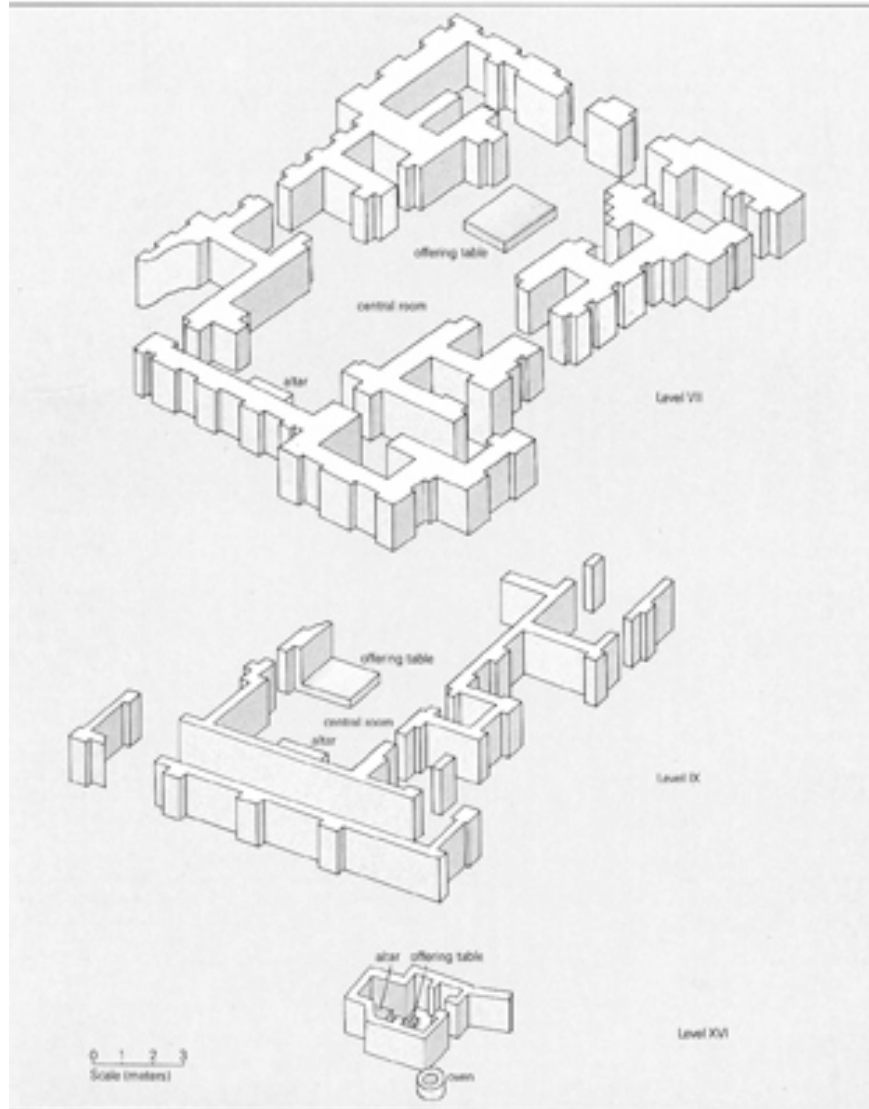 offering table
central room
altar
Level VII
offering table
central room
altar
Level IX
altar offering table
Level XVI
0 1 2 3
Scale (meters)
oven